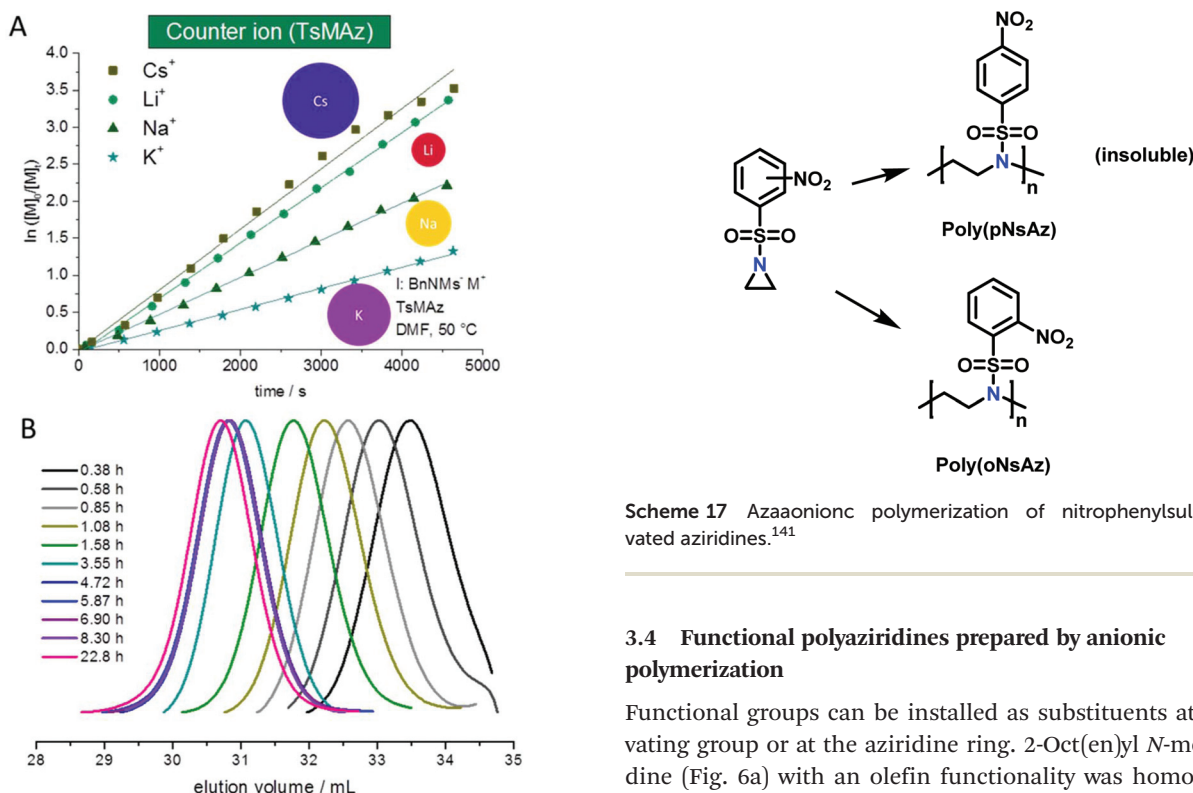 A
Counter ion (TsMAz)
4.0
3.5
3.0
2.5
2.0
1.5
1.0
0.5
0.0
ln ([M]₀/[M]ₜ)
Cs⁺
Li⁺
Na⁺
K⁺
Cs
Li
Na
K
I: BnNMs⁻ M⁺
TsMAz
DMF, 50 °C
0 1000 2000 3000 4000 5000
time / s
B
0.38 h
0.58 h
0.85 h
1.08 h
1.58 h
3.55 h
4.72 h
5.87 h
6.90 h
8.30 h
22.8 h
28 29 30 31 32 33 34 35
elution volume / mL
NO₂
O=S=O
N
NO₂
O=S=O
N
n
(insoluble)
Poly(pNsAz)
NO₂
O=S=O
N
n
Poly(oNsAz)
Scheme 17 Azaaonionc polymerization of nitrophenylsul
vated aziridines.¹⁴¹
3.4 Functional polyaziridines prepared by anionic
polymerization
Functional groups can be installed as substituents at
vating group or at the aziridine ring. 2-Oct(en)yl N-me
dine (Fig. 6a) with an olefin functionality was homo